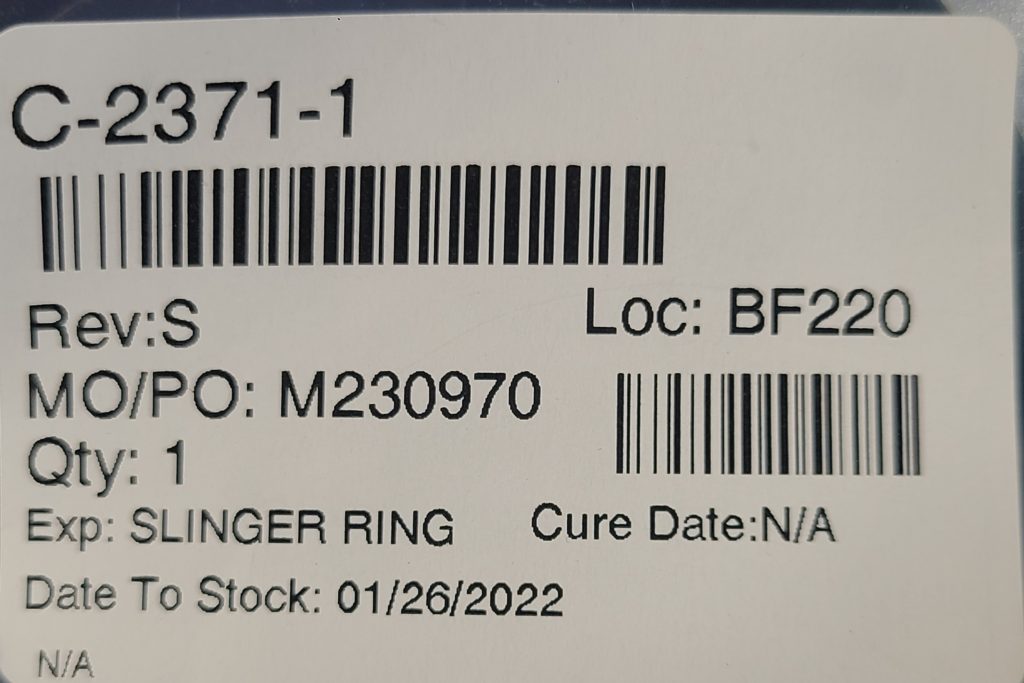 C-2371-1
Rev:S
Loc: BF220
MO/PO: M230970
Qty: 1
Exp: SLINGER RING
Cure Date:N/A
Date To Stock: 01/26/2022
N/A